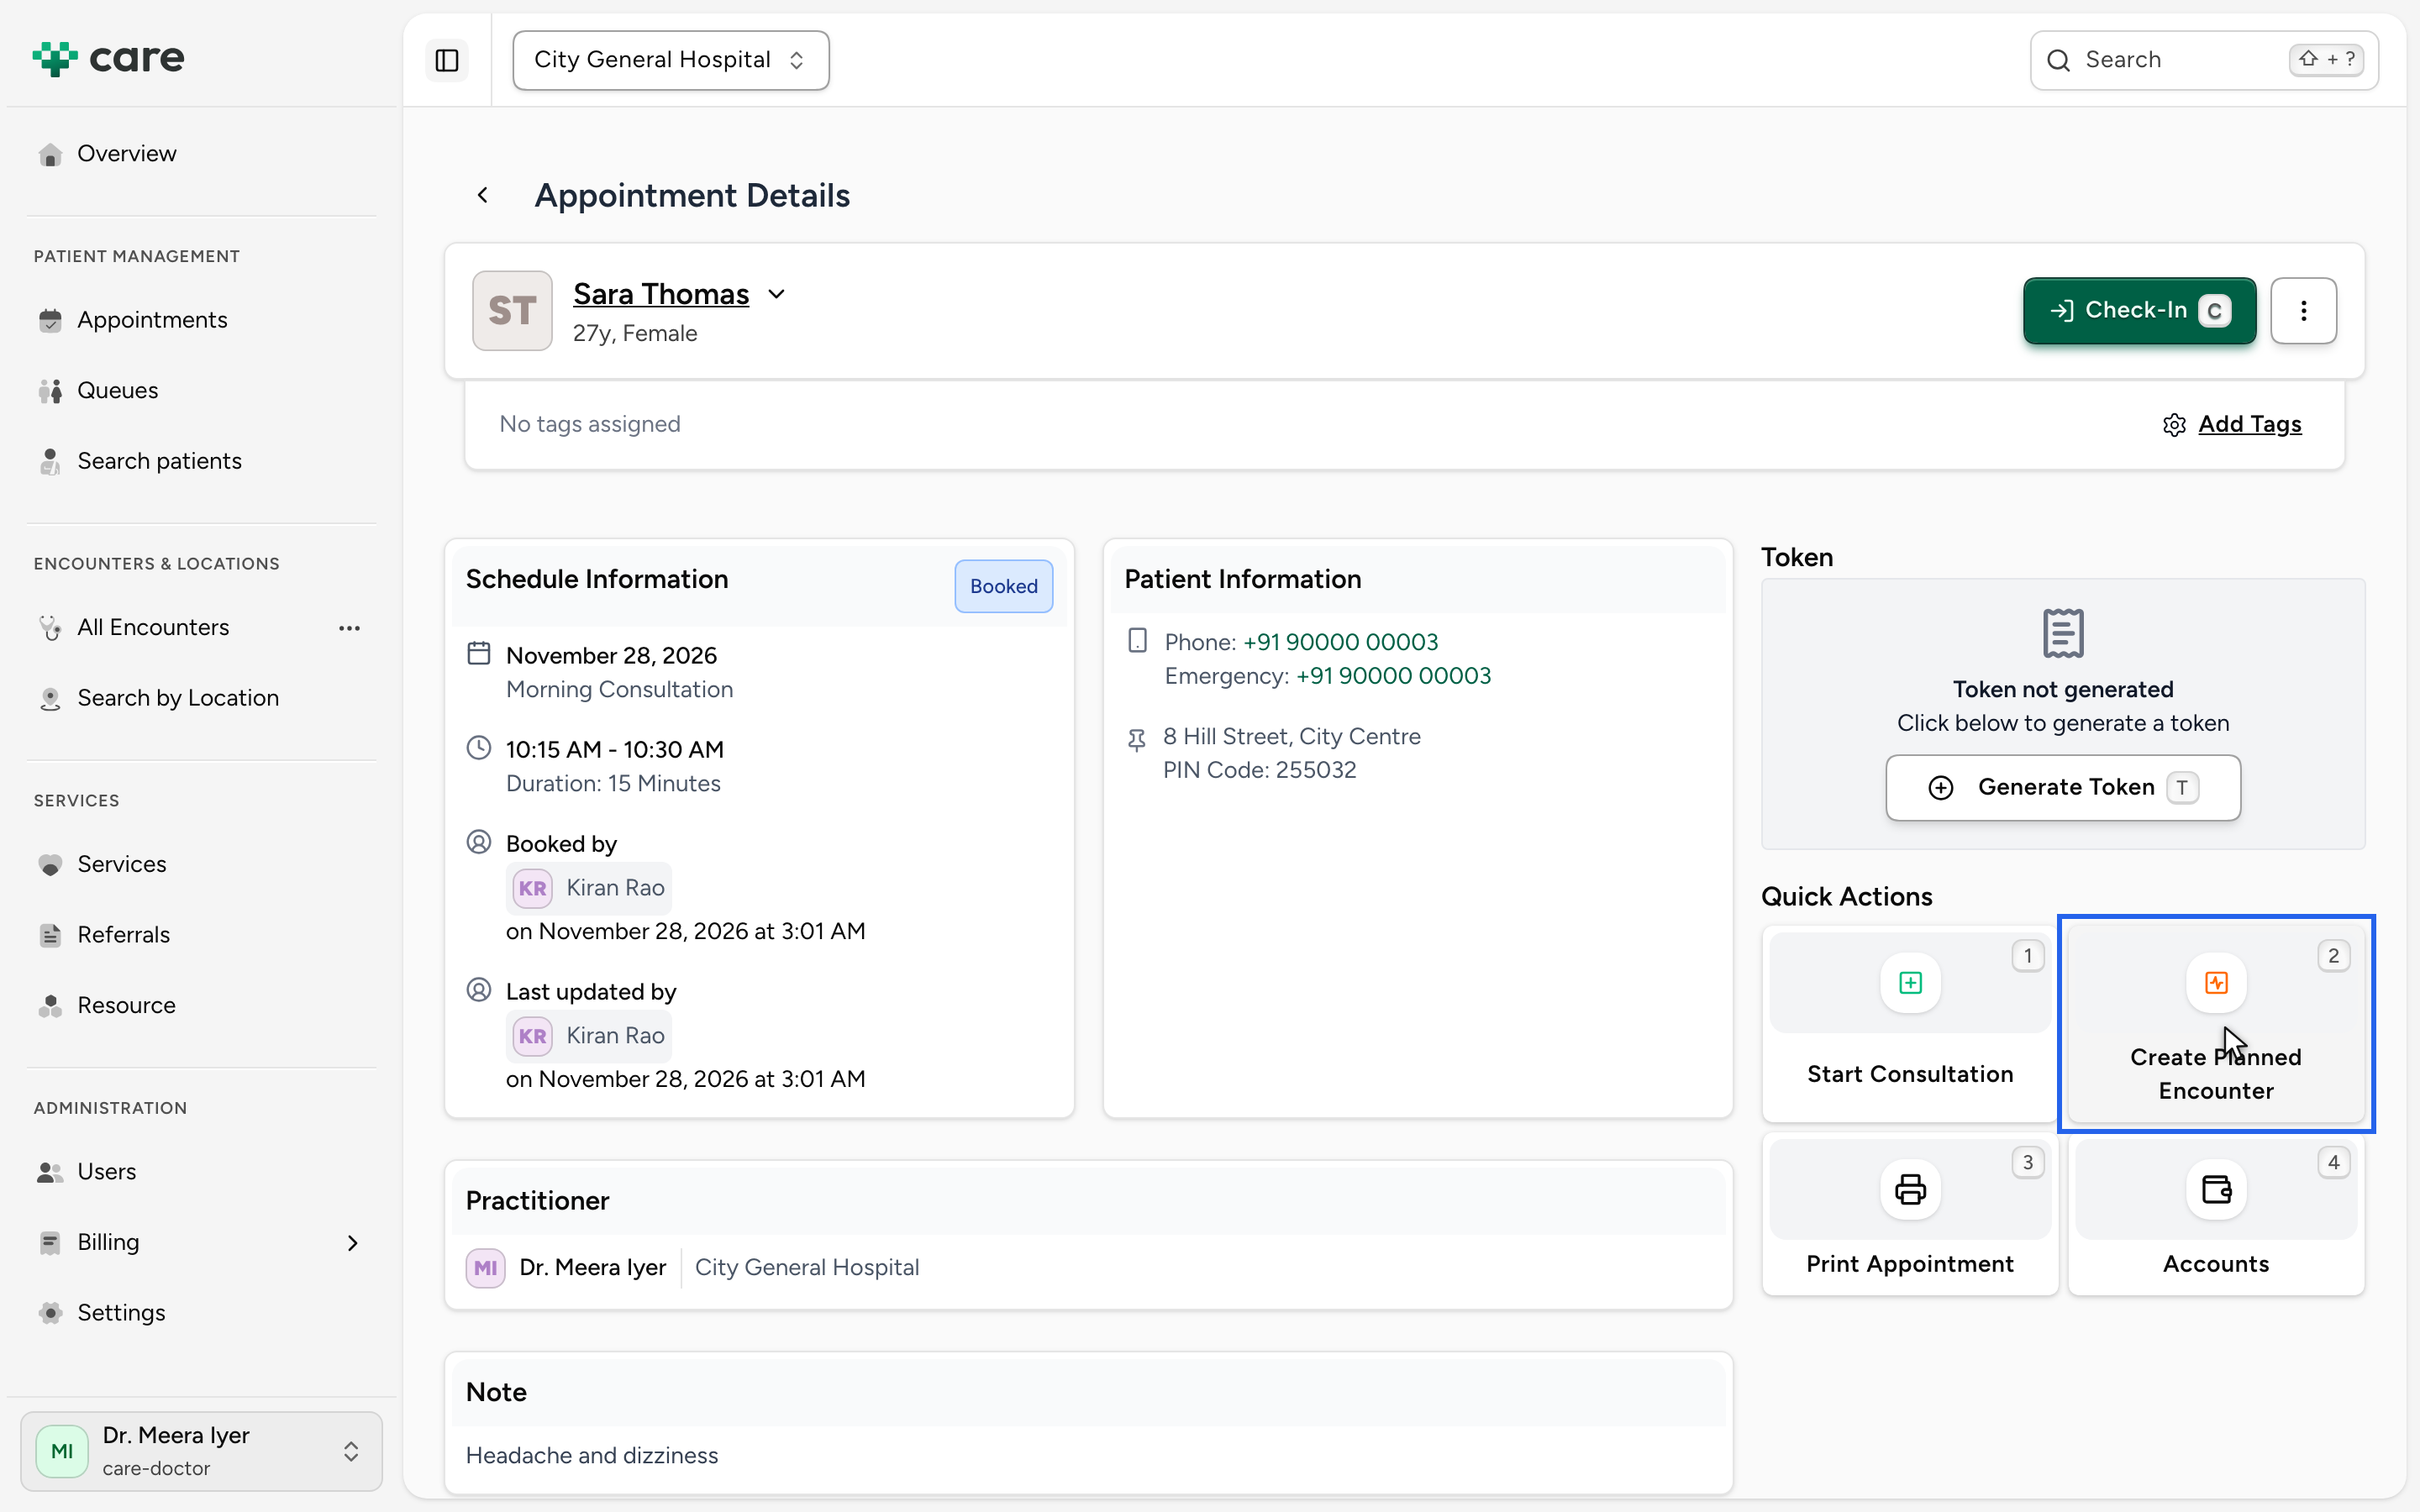 care
City General Hospital
Search
+ ?
Overview
PATIENT MANAGEMENT
Appointments
Queues
Search patients
ENCOUNTERS & LOCATIONS
All Encounters
Search by Location
SERVICES
Services
Referrals
Resource
ADMINISTRATION
Users
Billing
Settings
MI
Dr. Meera Iyer
care-doctor
Appointment Details
ST
Sara Thomas
27y, Female
Check-In C
No tags assigned
Add Tags
Schedule Information
Booked
November 28, 2026
Morning Consultation
10:15 AM - 10:30 AM
Duration: 15 Minutes
Booked by
KR Kiran Rao
on November 28, 2026 at 3:01 AM
Last updated by
KR Kiran Rao
on November 28, 2026 at 3:01 AM
Patient Information
Phone: +91 90000 00003
Emergency: +91 90000 00003
8 Hill Street, City Centre
PIN Code: 255032
Practitioner
MI Dr. Meera Iyer City General Hospital
Note
Headache and dizziness
Token
Token not generated
Click below to generate a token
Generate Token T
Quick Actions
1
Start Consultation
2
Create Planned
Encounter
3
Print Appointment
4
Accounts